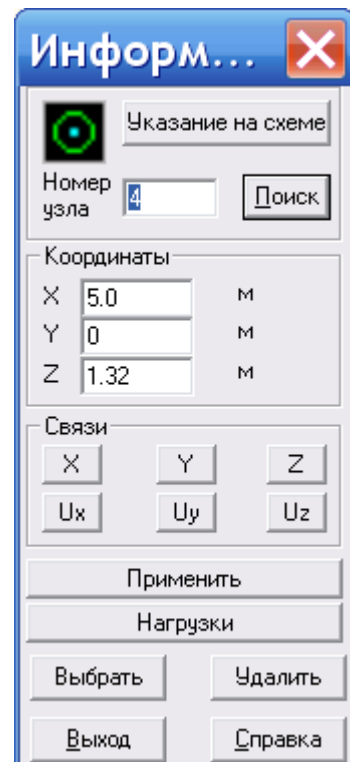 Информ...
Указание на схеме
Номер узла 4 Поиск
Координаты
X 5.0 м
Y 0 м
Z 1.32 м
Связи
X Y Z
Ux Uy Uz
Применить
Нагрузки
Выбрать Удалить
Выход Справка